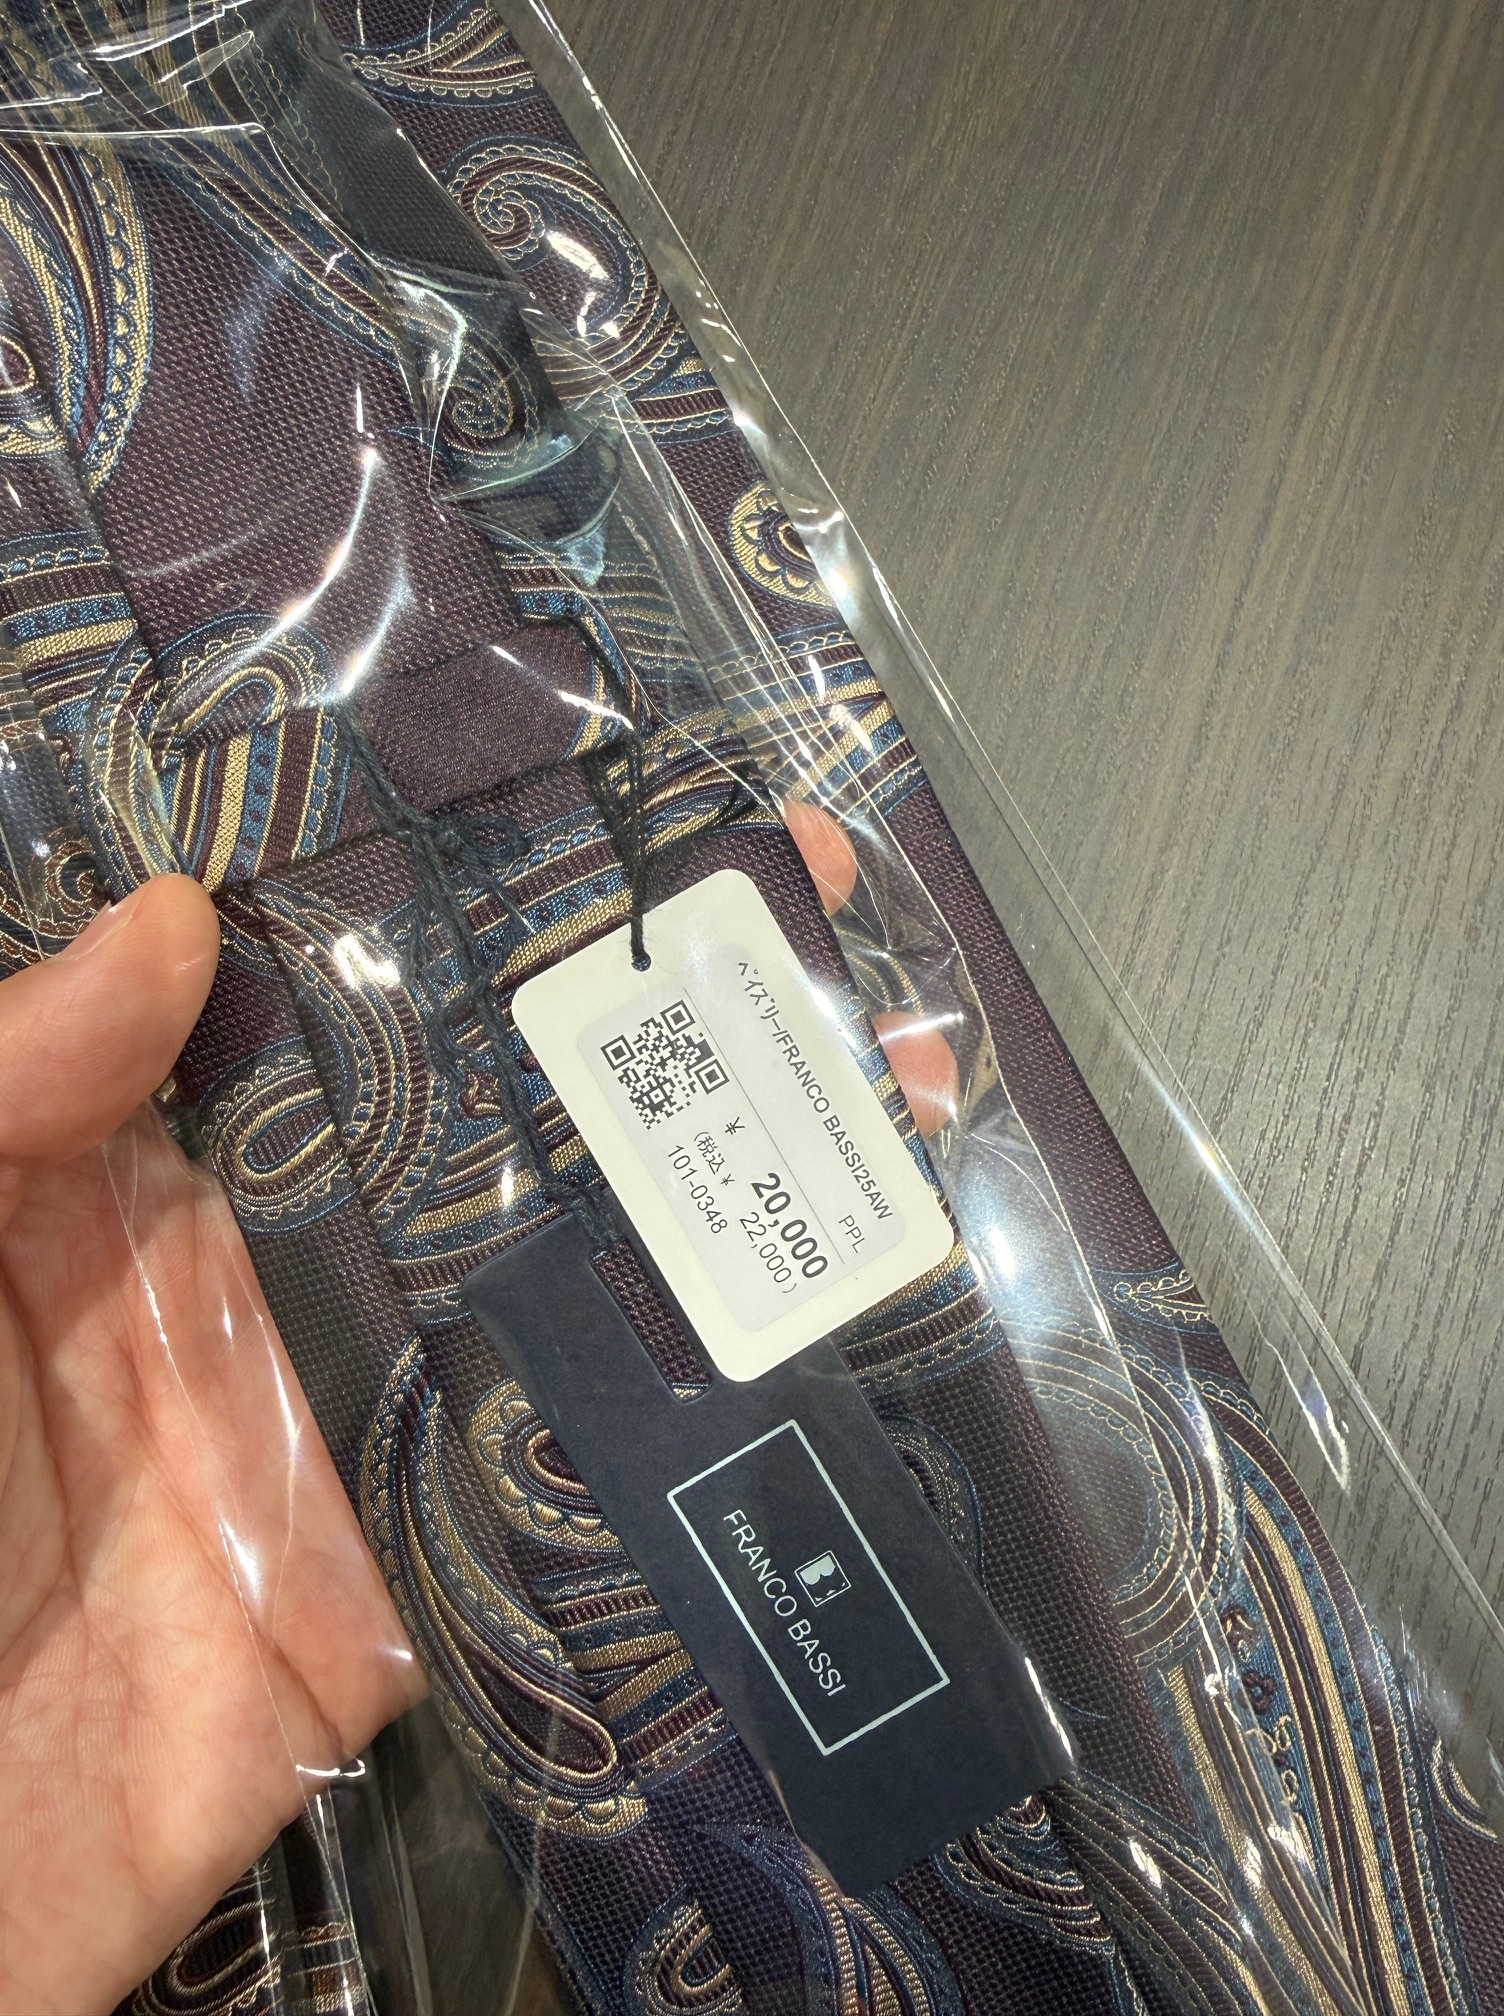 ペイズリー/FRANCO BASSI25AW
PPL
¥ 20,000
(税込 ¥ 22,000)
101-0348
FRANCO BASSI